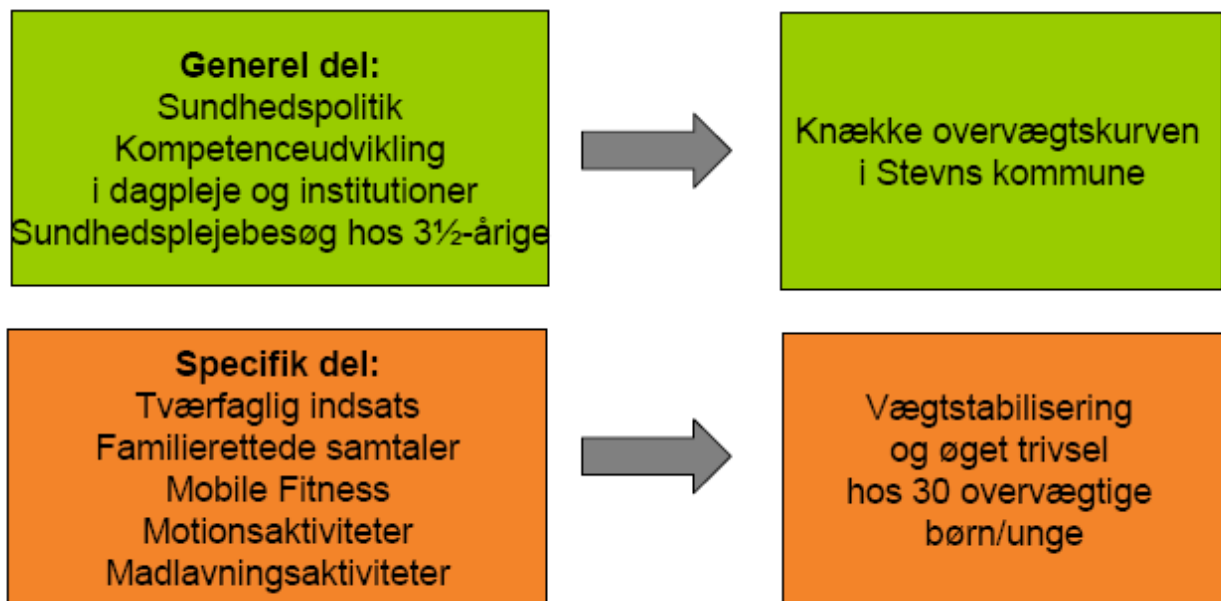 Generel del:
Sundhedspolitik
Kompetenceudvikling
i dagpleje og institutioner
Sundhedsplejebesøg hos 3½-årige
Knække overvægtskurven
i Stevns kommune
Specifik del:
Tværfaglig indsats
Familierettede samtaler
Mobile Fitness
Motionsaktiviteter
Madlavningsaktiviteter
Vægtstabilisering
og øget trivsel
hos 30 overvægtige
børn/unge